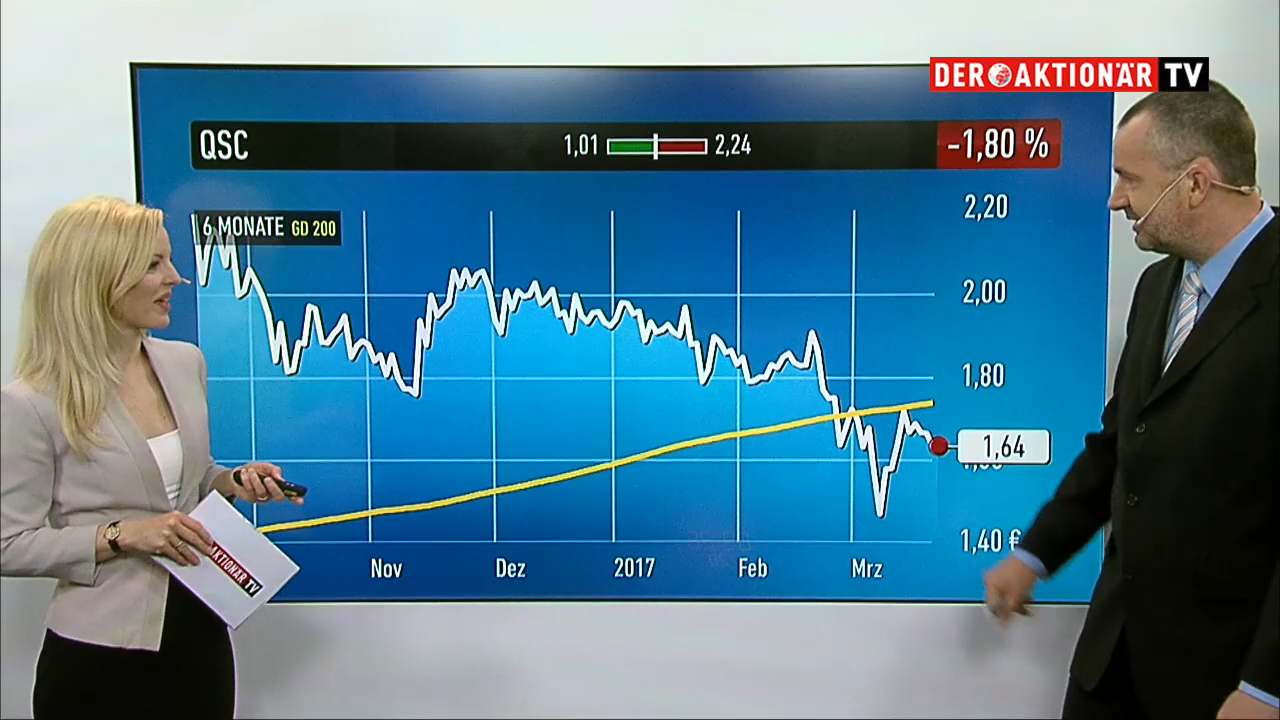 DER AKTIONÄR TV
QSC
1,01
2,24
-1,80 %
6 MONATE GD 200
2,20
2,00
1,80
1,64
1,40 €
Nov
Dez
2017
Feb
Mrz
AKTIONÄR TV